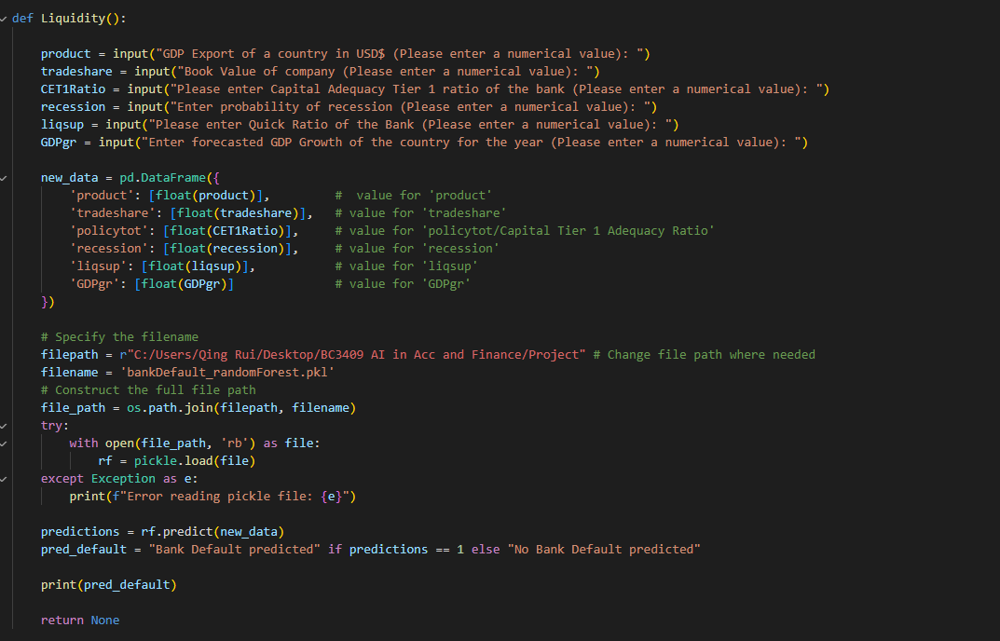 def Liquidity():
product = input("GDP Export of a country in USD$ (Please enter a numerical value): ")
tradeshare = input("Book Value of company (Please enter a numerical value): ")
CET1Ratio = input("Please enter Capital Adequacy Tier 1 ratio of the bank (Please enter a numerical value): ")
recession = input("Enter probability of recession (Please enter a numerical value): ")
liqsup = input("Please enter Quick Ratio of the Bank (Please enter a numerical value): ")
GDPgr = input("Enter forecasted GDP Growth of the country for the year (Please enter a numerical value): ")
new_data = pd.DataFrame({
'product': [float(product)],         #  value for 'product'
'tradeshare': [float(tradeshare)],   # value for 'tradeshare'
'policytot': [float(CET1Ratio)],     # value for 'policytot/Capital Tier 1 Adequacy Ratio'
'recession': [float(recession)],     # value for 'recession'
'liqsup': [float(liqsup)],           # value for 'liqsup'
'GDPgr': [float(GDPgr)]              # value for 'GDPgr'
})
# Specify the filename
filepath = r"C:/Users/Qing Rui/Desktop/BC3409 AI in Acc and Finance/Project" # Change file path where needed
filename = 'bankDefault_randomForest.pkl'
# Construct the full file path
file_path = os.path.join(filepath, filename)
try:
with open(file_path, 'rb') as file:
rf = pickle.load(file)
except Exception as e:
print(f"Error reading pickle file: {e}")
predictions = rf.predict(new_data)
pred_default = "Bank Default predicted" if predictions == 1 else "No Bank Default predicted"
print(pred_default)
return None